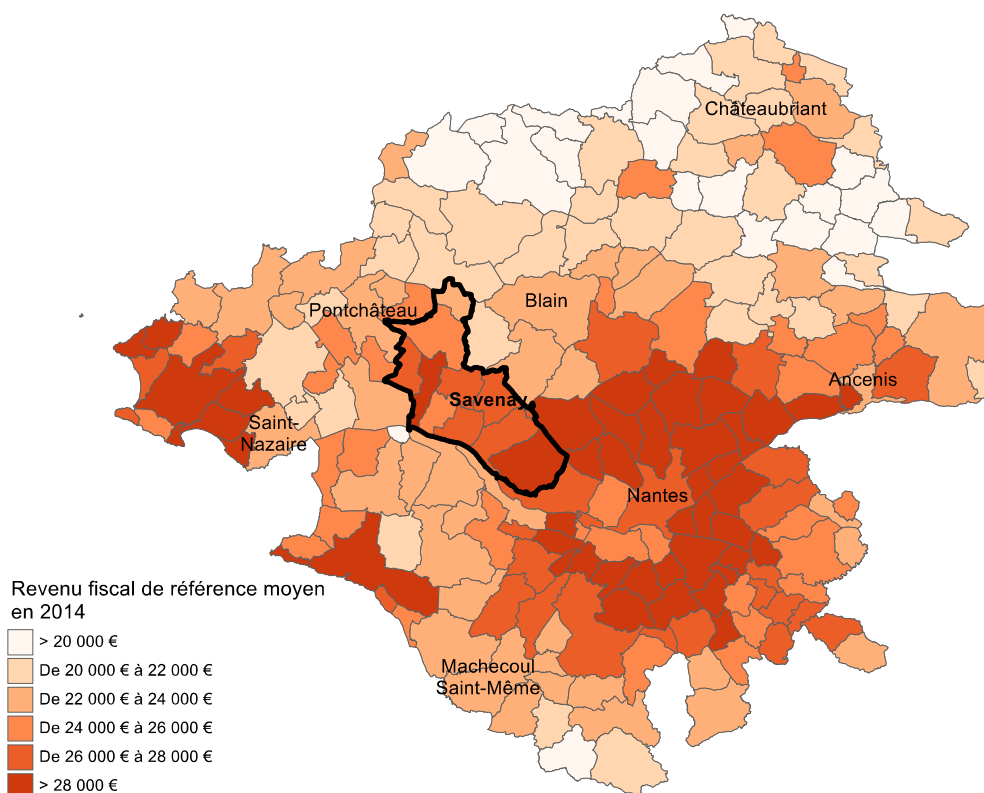 Châteaubriant
Blain
Pontchâteau
Ancenis
Savenay
Saint-
Nazaire
Nantes
Machecoul
Saint-Même
Revenu fiscal de référence moyen
en 2014
> 20 000 €
De 20 000 € à 22 000 €
De 22 000 € à 24 000 €
De 24 000 € à 26 000 €
De 26 000 € à 28 000 €
> 28 000 €